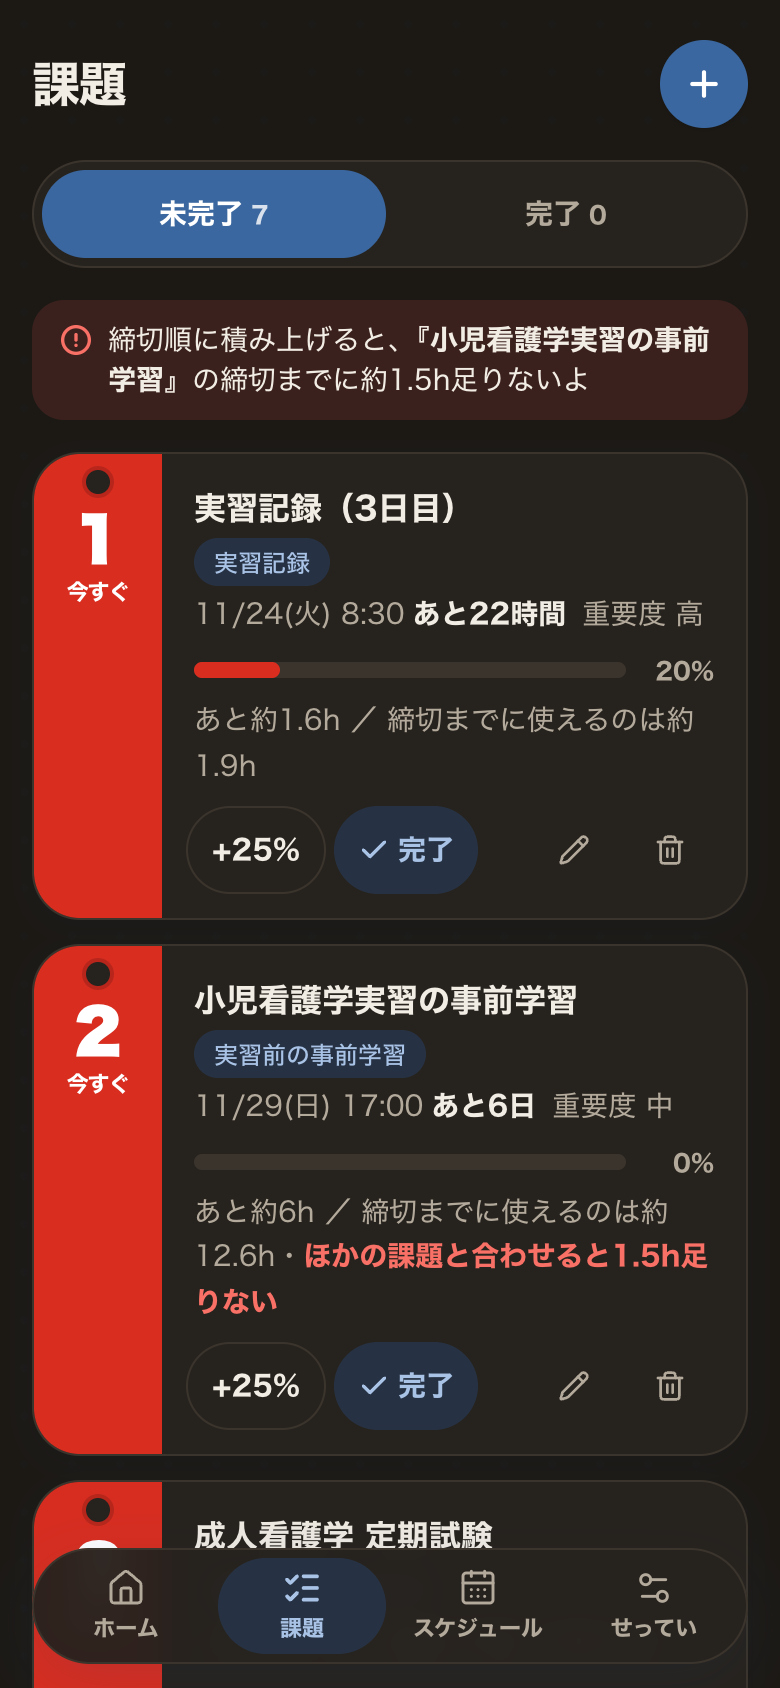 課題
未完了 7
完了 0
締切順に積み上げると、『小児看護学実習の事前
学習』の締切までに約1.5h足りないよ
1
今すぐ
実習記録（3日目）
実習記録
11/24(火) 8:30 あと22時間 重要度 高
20%
あと約1.6h ／ 締切までに使えるのは約
1.9h
+25%
完了
2
今すぐ
小児看護学実習の事前学習
実習前の事前学習
11/29(日) 17:00 あと6日 重要度 中
0%
あと約6h ／ 締切までに使えるのは約
12.6h・ほかの課題と合わせると1.5h足
りない
+25%
完了
成人看護学 定期試験
ホーム
課題
スケジュール
せってい